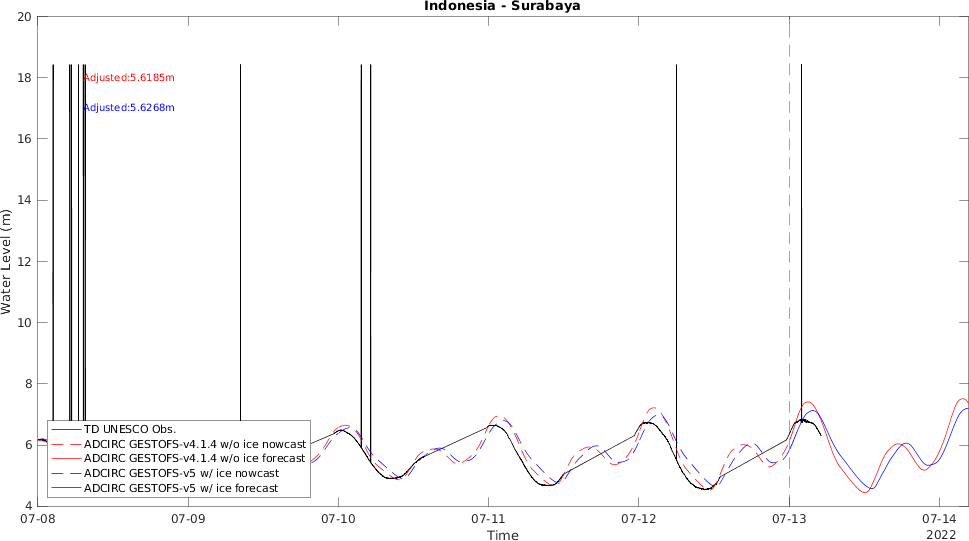 Indonesia - Surabaya
20
18
16
14
12
10
8
6
4
Water Level (m)
Adjusted:5.6185m
Adjusted:5.6268m
TD UNESCO Obs.
ADCIRC GESTOFS-v4.1.4 w/o ice nowcast
ADCIRC GESTOFS-v4.1.4 w/o ice forecast
ADCIRC GESTOFS-v5 w/ ice nowcast
ADCIRC GESTOFS-v5 w/ ice forecast
07-08 07-09 07-10 07-11 07-12 07-13 07-14
Time
2022